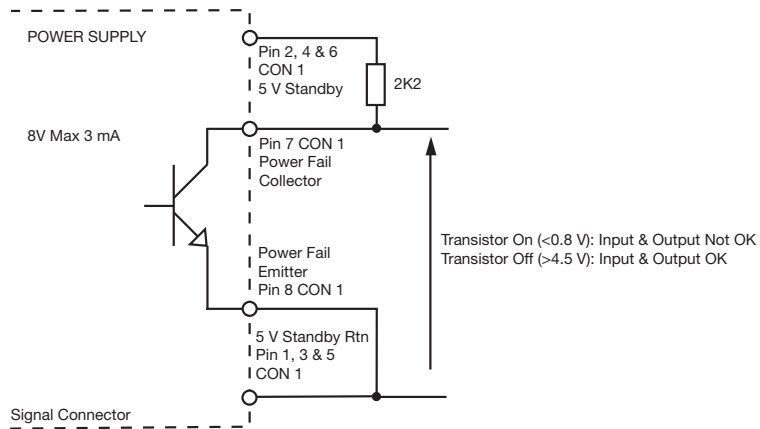 POWER SUPPLY
Pin 2, 4 & 6
CON 1
5 V Standby
2K2
8V Max 3 mA
Pin 7 CON 1
Power Fail
Collector
Transistor On (<0.8 V): Input & Output Not OK
Transistor Off (>4.5 V): Input & Output OK
Power Fail
Emitter
Pin 8 CON 1
5 V Standby Rtn
Pin 1, 3 & 5
CON 1
Signal Connector